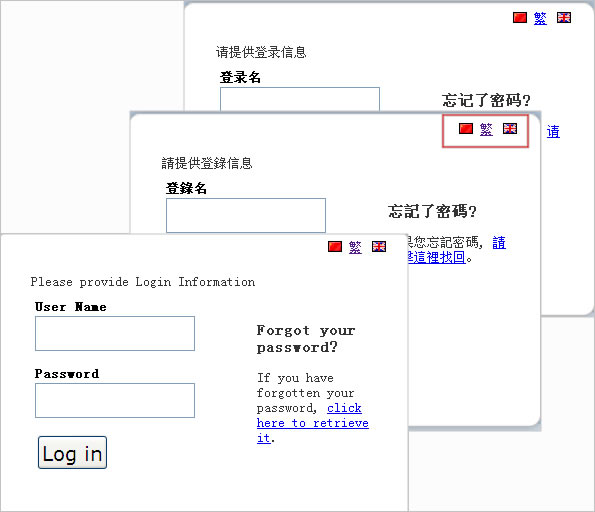 繁
请提供登录信息
登录名
忘记了密码?
请
繁
請提供登錄信息
登錄名
忘記了密碼?
果您忘記密碼, 請
擊這裡找回。
繁
Please provide Login Information
User Name
Password
Log in
Forgot your
password?
If you have
forgotten your
password, click
here to retrieve
it.